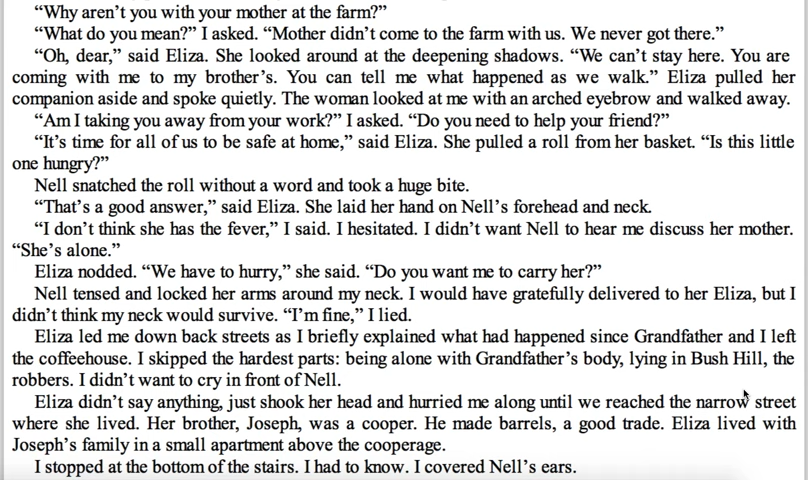 “Why aren’t you with your mother at the farm?”
“What do you mean?” I asked. “Mother didn’t come to the farm with us. We never got there.”
“Oh, dear,” said Eliza. She looked around at the deepening shadows. “We can’t stay here. You are
coming with me to my brother’s. You can tell me what happened as we walk.” Eliza pulled her
companion aside and spoke quietly. The woman looked at me with an arched eyebrow and walked away.
“Am I taking you away from your work?” I asked. “Do you need to help your friend?”
“It’s time for all of us to be safe at home,” said Eliza. She pulled a roll from her basket. “Is this little
one hungry?”
Nell snatched the roll without a word and took a huge bite.
“That’s a good answer,” said Eliza. She laid her hand on Nell’s forehead and neck.
“I don’t think she has the fever,” I said. I hesitated. I didn’t want Nell to hear me discuss her mother.
“She’s alone.”
Eliza nodded. “We have to hurry,” she said. “Do you want me to carry her?”
Nell tensed and locked her arms around my neck. I would have gratefully delivered to her Eliza, but I
didn’t think my neck would survive. “I’m fine,” I lied.
Eliza led me down back streets as I briefly explained what had happened since Grandfather and I left
the coffeehouse. I skipped the hardest parts: being alone with Grandfather’s body, lying in Bush Hill, the
robbers. I didn’t want to cry in front of Nell.
Eliza didn’t say anything, just shook her head and hurried me along until we reached the narrow street
where she lived. Her brother, Joseph, was a cooper. He made barrels, a good trade. Eliza lived with
Joseph’s family in a small apartment above the cooperage.
I stopped at the bottom of the stairs. I had to know. I covered Nell’s ears.